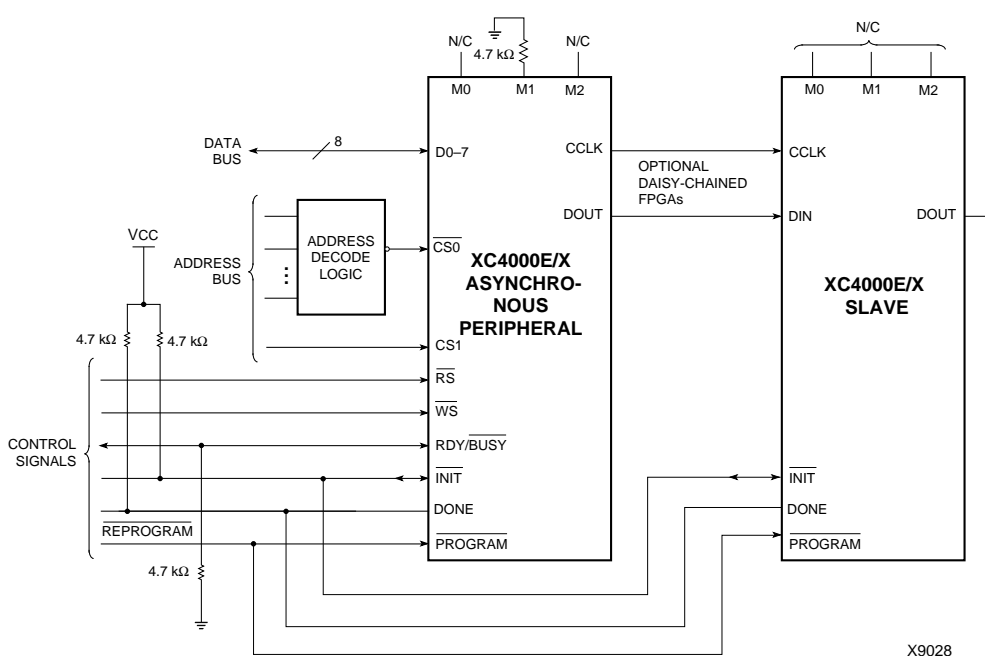 N/C
4.7 kΩ
N/C
N/C
M0
M1
M2
M0
M1
M2
DATA
BUS
8
D0–7
CCLK
CCLK
OPTIONAL
DAISY-CHAINED
FPGAs
DOUT
DIN
DOUT
VCC
ADDRESS
BUS
ADDRESS
DECODE
LOGIC
CS0
XC4000E/X
ASYNCHRO-
NOUS
PERIPHERAL
XC4000E/X
SLAVE
4.7 kΩ
4.7 kΩ
CS1
RS
WS
CONTROL
SIGNALS
RDY/BUSY
INIT
INIT
DONE
DONE
REPROGRAM
PROGRAM
PROGRAM
4.7 kΩ
X9028